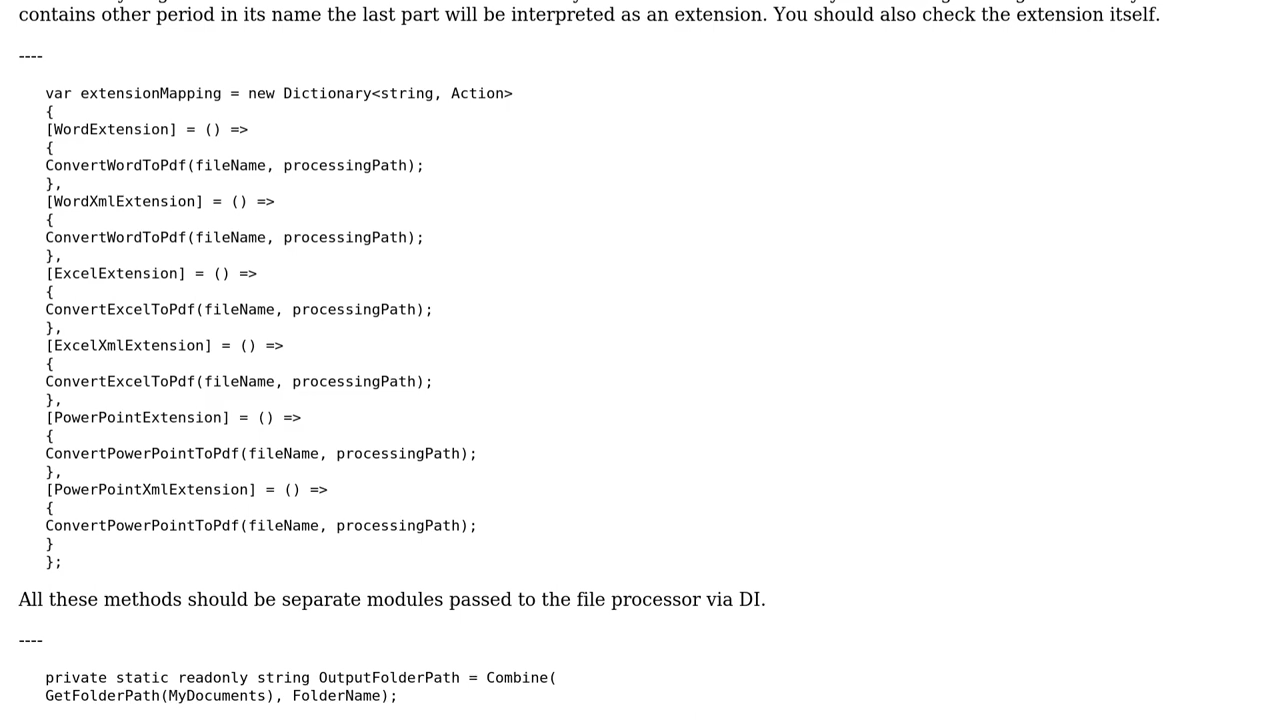 contains other period in its name the last part will be interpreted as an extension. You should also check the extension itself.
----
var extensionMapping = new Dictionary<string, Action>
{
[WordExtension] = () =>
{
ConvertWordToPdf(fileName, processingPath);
},
[WordXmlExtension] = () =>
{
ConvertWordToPdf(fileName, processingPath);
},
[ExcelExtension] = () =>
{
ConvertExcelToPdf(fileName, processingPath);
},
[ExcelXmlExtension] = () =>
{
ConvertExcelToPdf(fileName, processingPath);
},
[PowerPointExtension] = () =>
{
ConvertPowerPointToPdf(fileName, processingPath);
},
[PowerPointXmlExtension] = () =>
{
ConvertPowerPointToPdf(fileName, processingPath);
}
};
All these methods should be separate modules passed to the file processor via DI.
----
private static readonly string OutputFolderPath = Combine(
GetFolderPath(MyDocuments), FolderName);